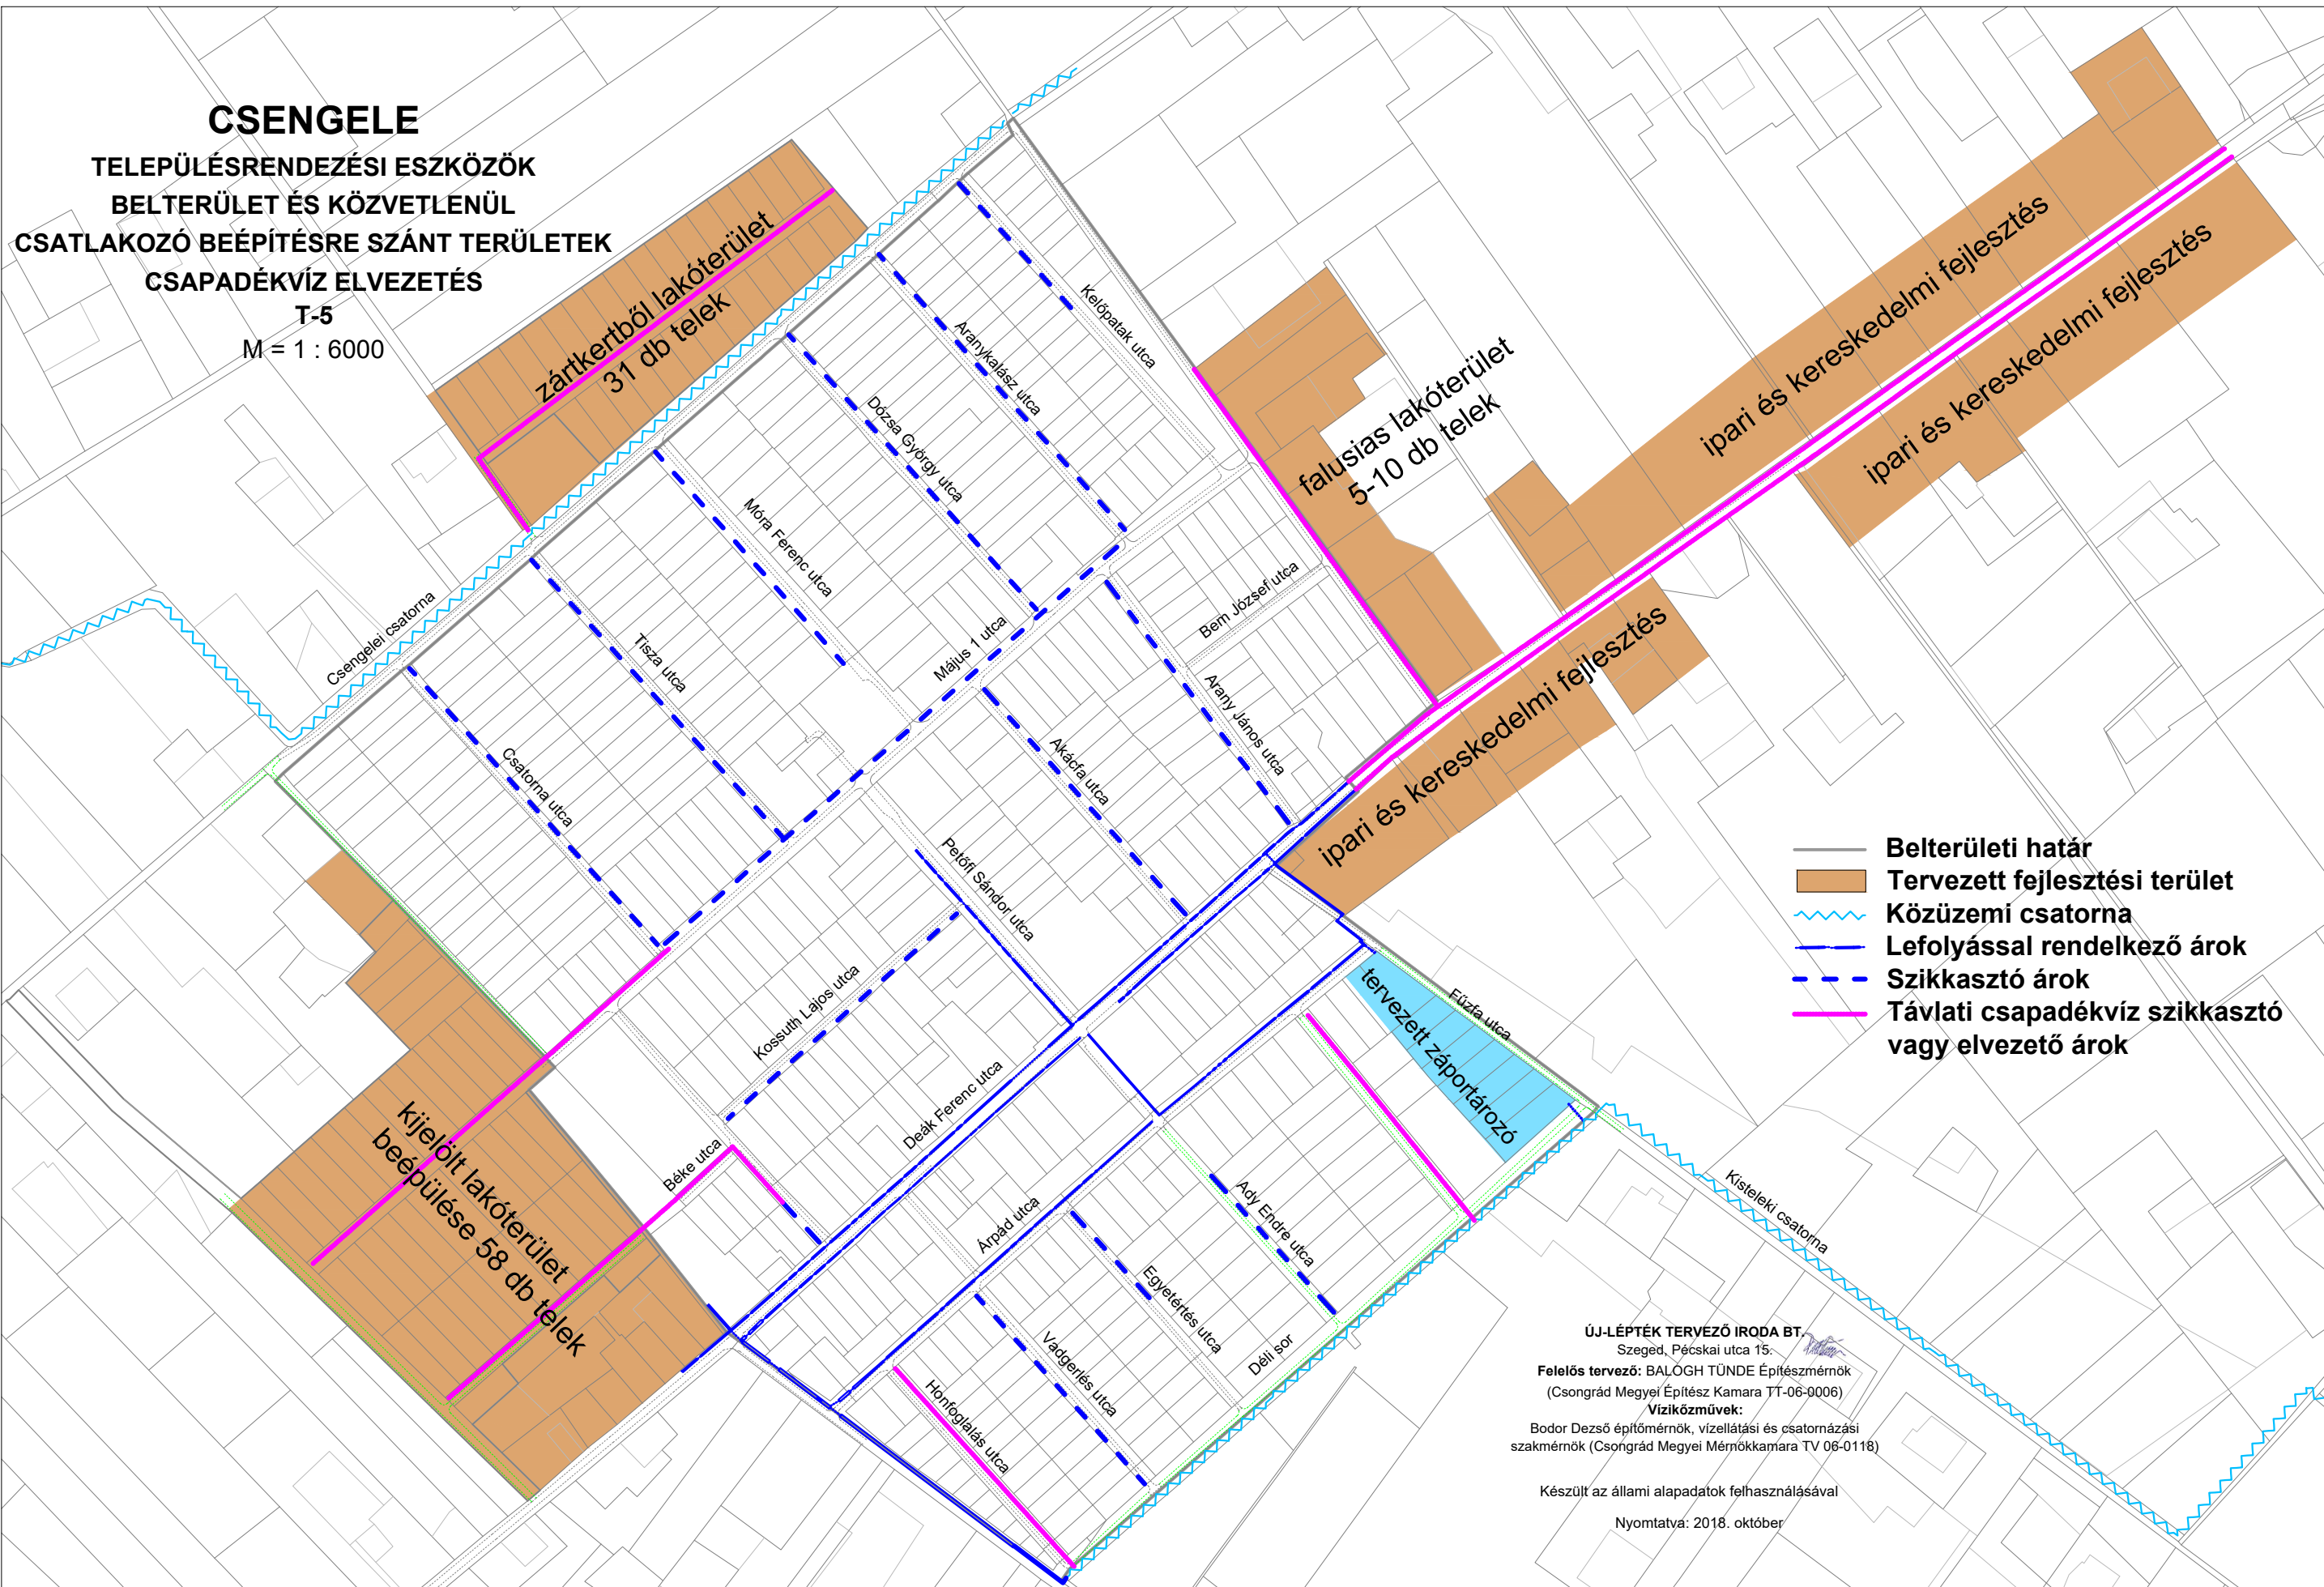 CSENGELE
TELEPÜLÉSRENDEZÉSI ESZKÖZÖK
BELTERÜLET ÉS KÖZVETLENÜL
CSATLAKOZÓ BEÉPÍTÉSRE SZÁNT TERÜLETEK
CSAPADÉKVÍZ ELVEZETÉS
T-5
M = 1 : 6000
zártkertből lakóterület
31 db telek
Kelőpatak utca
Aranykalász utca
Dózsa György utca
Móra Ferenc utca
Tisza utca
Csatorna utca
Csengelei csatorna
Május 1 utca
Bem József utca
Arany János utca
Akácfa utca
Petőfi Sándor utca
Kossuth Lajos utca
Deák Ferenc utca
Béke utca
Árpád utca
Ady Endre utca
Egyetértés utca
Vadgerlés utca
Honfoglalás utca
Déli sor
Fűzfa utca
Kisteleki csatorna
falusias lakóterület
5-10 db telek
ipari és kereskedelmi fejlesztés
ipari és kereskedelmi fejlesztés
ipari és kereskedelmi fejlesztés
tervezett záportározó
kijelölt lakóterület
beépülése 58 db telek
Belterületi határ
Tervezett fejlesztési terület
Közüzemi csatorna
Lefolyással rendelkező árok
Szikkasztó árok
Távlati csapadékvíz szikkasztó
vagy elvezető árok
ÚJ-LÉPTÉK TERVEZŐ IRODA BT.
Szeged, Pécskai utca 15.
Felelős tervező: BALOGH TÜNDE Építészmérnök
(Csongrád Megyei Építész Kamara TT-06-0006)
Víziközművek:
Bodor Dezső építőmérnök, vízellátási és csatornázási
szakmérnök (Csongrád Megyei Mérnökkamara TV 06-0118)
Készült az állami alapadatok felhasználásával
Nyomtatva: 2018. október